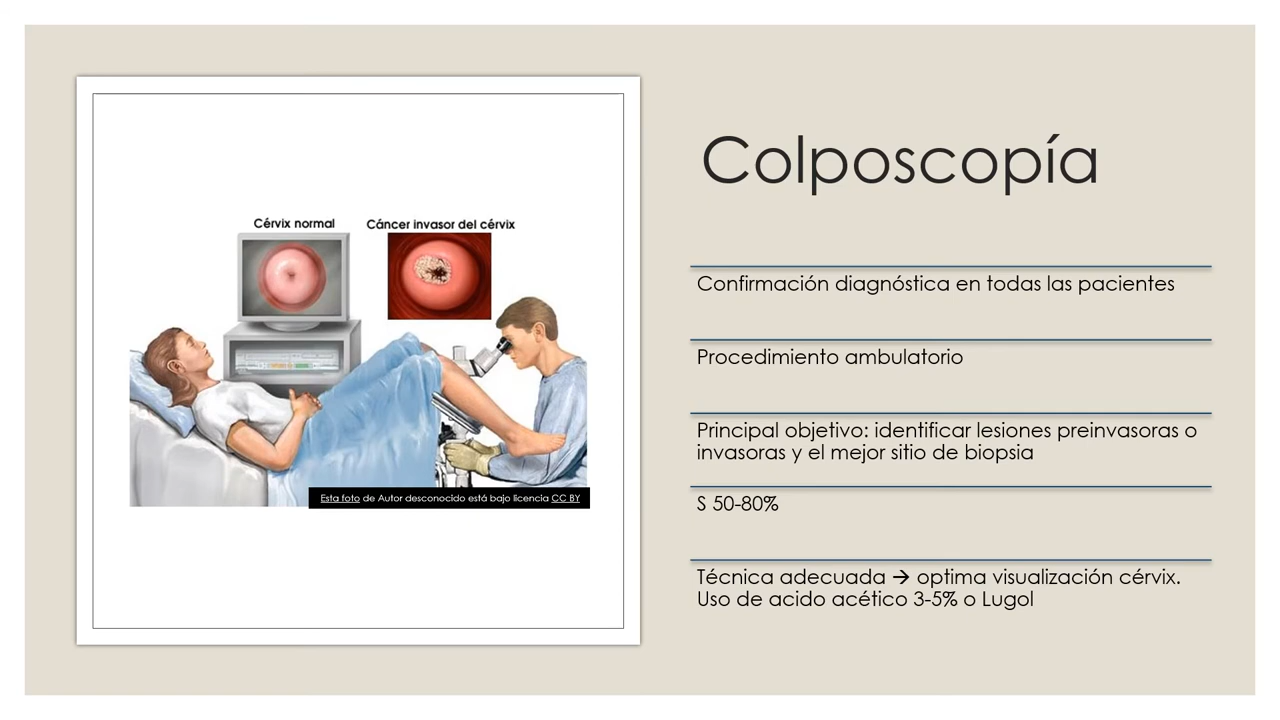 Cérvix normal
Cáncer invasor del cérvix
Esta foto de Autor desconocido está bajo licencia CC BY
Colposcopía
Confirmación diagnóstica en todas las pacientes
Procedimiento ambulatorio
Principal objetivo: identificar lesiones preinvasoras o
invasoras y el mejor sitio de biopsia
S 50-80%
Técnica adecuada → optima visualización cérvix.
Uso de acido acético 3-5% o Lugol